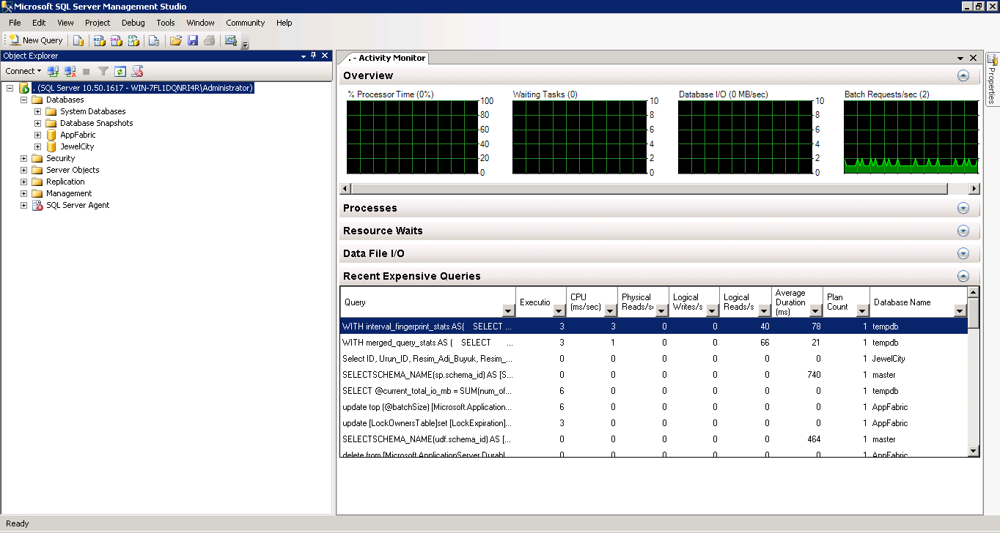 Microsoft SQL Server Management Studio
File Edit View Project Debug Tools Window Community Help
New Query
Object Explorer
Connect
. (SQL Server 10.50.1617 - WIN-7FL1DQNRI4R\Administrator)
Databases
System Databases
Database Snapshots
AppFabric
JewelCity
Security
Server Objects
Replication
Management
SQL Server Agent
. - Activity Monitor
Overview
% Processor Time (0%)
100
80
60
40
20
0
Waiting Tasks (0)
10
8
6
4
2
0
Database I/O (0 MB/sec)
10
8
6
4
2
0
Batch Requests/sec (2)
Processes
Resource Waits
Data File I/O
Recent Expensive Queries
Query Executio CPU (ms/sec) Physical Reads/s Logical Writes/s Logical Reads/s Average Duration (ms) Plan Count Database Name
WITH interval_fingerprint_stats AS( SELECT ... 3 3 0 0 40 78 1 tempdb
WITH merged_query_stats AS ( SELECT ... 3 1 0 0 66 21 1 tempdb
Select ID, Urun_ID, Resim_Adi_Buyuk, Resim_... 0 0 0 0 0 0 1 JewelCity
SELECTSCHEMA_NAME(sp.schema_id) AS [S... 0 0 0 0 0 740 1 master
SELECT @current_total_io_mb = SUM(num_of... 6 0 0 0 0 0 1 tempdb
update top (@batchSize) [Microsoft.Application... 6 0 0 0 0 0 1 AppFabric
update [LockOwnersTable]set [LockExpiration]... 3 0 0 0 0 0 1 AppFabric
SELECTSCHEMA_NAME(udf.schema_id) AS [... 0 0 0 0 0 464 1 master
delete from [Microsoft.ApplicationServer.Durabl... 0 0 0 0 0 0 1 AppFabric
Properties
Ready